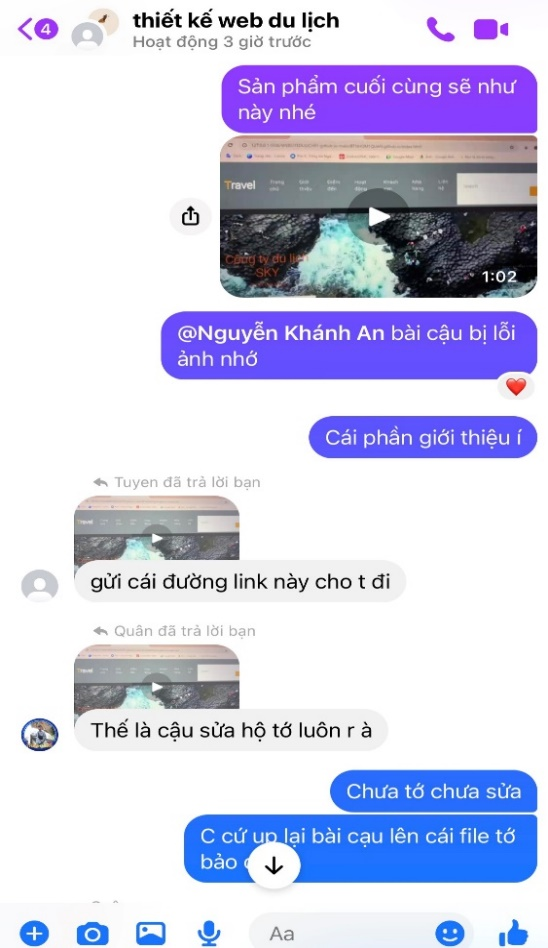 4
thiết kế web du lịch
Hoạt động 3 giờ trước
Sản phẩm cuối cùng sẽ như
này nhé
Travel
Công ty du lịch
SKY
1:02
@Nguyễn Khánh An bài cậu bị lỗi
ảnh nhớ
Cái phần giới thiệu í
Tuyen đã trả lời bạn
Travel
gửi cái đường link này cho t đi
Quân đã trả lời bạn
Travel
Thế là cậu sửa hộ tớ luôn r à
Chưa tớ chưa sửa
C cứ up lại bài cạu lên cái file tớ
bảo
Aa